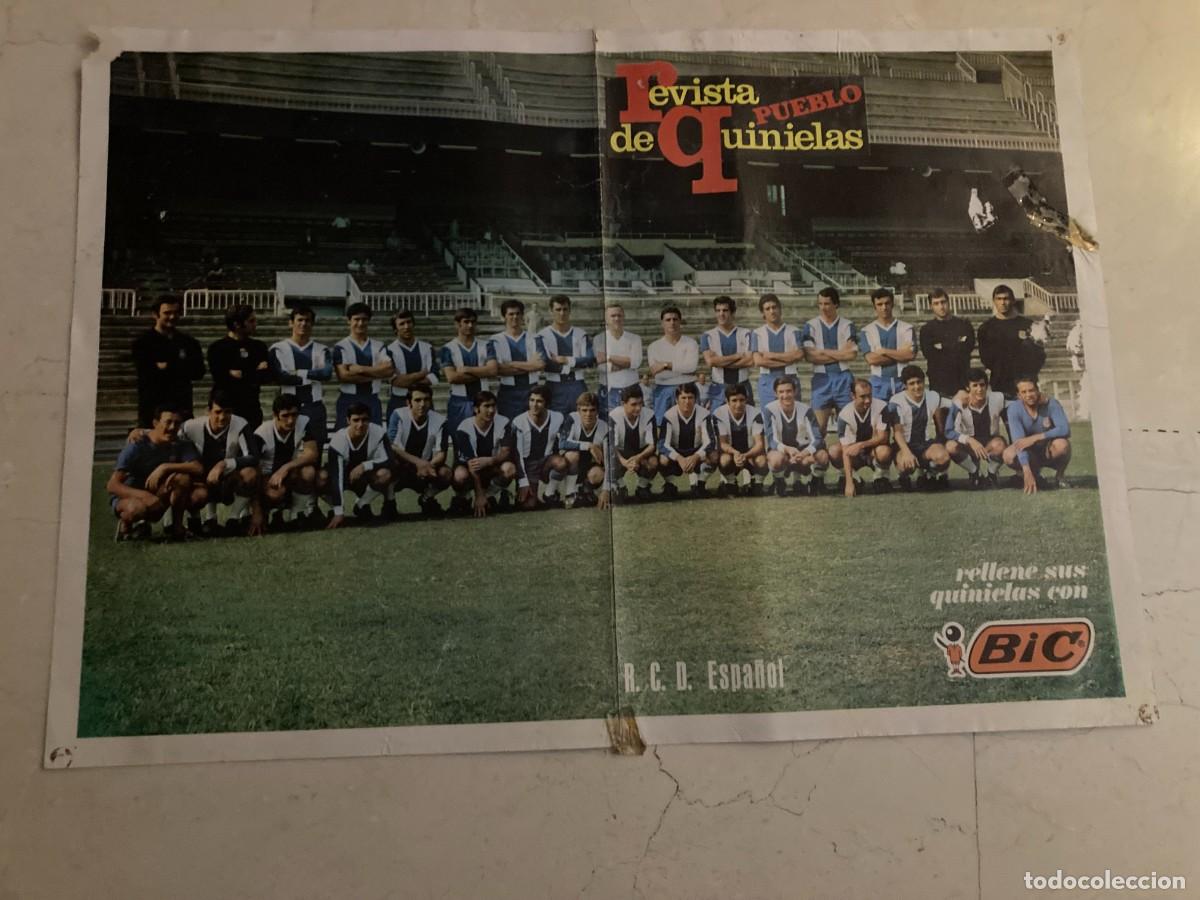 revista
PUEBLO
de quinielas
rellene sus
quinielas con
BiC
R. C. D. Español
todocoleccion